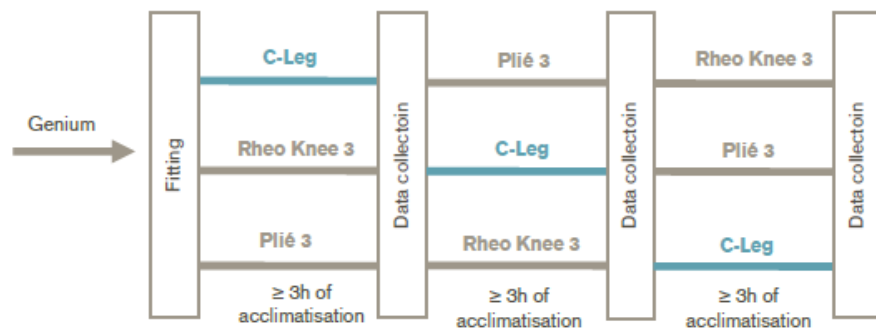 C-Leg
Plié 3
Rheo Knee 3
Genium
Fitting
Data collectoin
Data collectoin
Data collectoin
Rheo Knee 3
C-Leg
Plié 3
Plié 3
Rheo Knee 3
C-Leg
≥ 3h of
acclimatisation
≥ 3h of
acclimatisation
≥ 3h of
acclimatisation